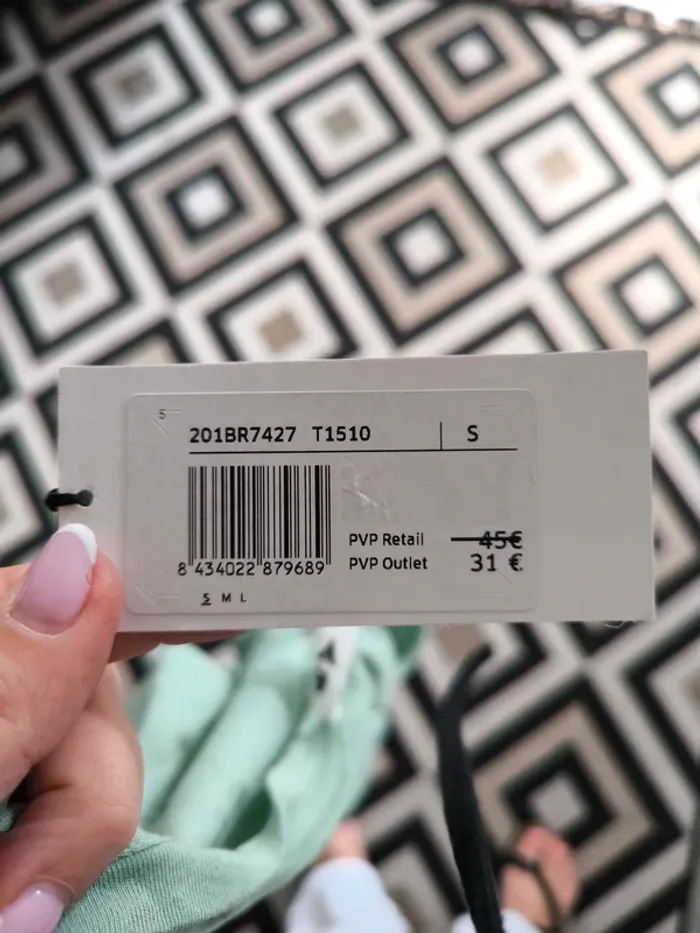 5
201BR7427 T1510 | S
PVP Retail 45€
PVP Outlet 31 €
8 434022 879689
S M L